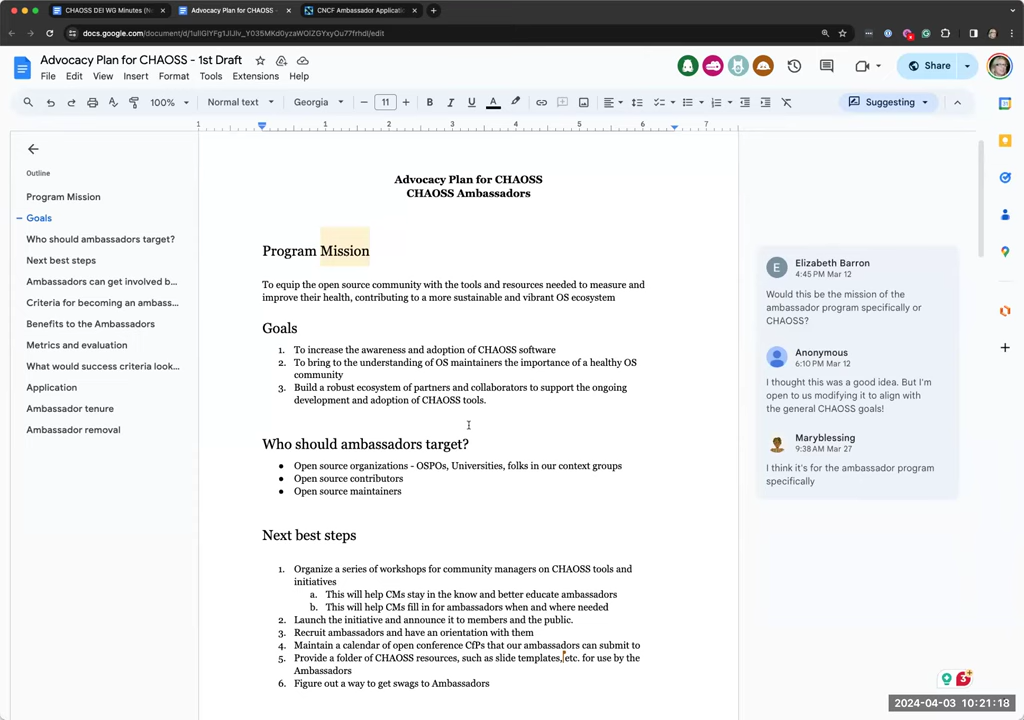 CHAOSS DEI WG Minutes (N
Advocacy Plan for CHAOSS -
CNCF Ambassador Applicatio
docs.google.com/document/d/
Advocacy Plan for CHAOSS - 1st Draft
Share
File Edit View Insert Format Tools Extensions Help
100% Normal text Georgia 11 B I U A Suggesting
1 1 2 3 4 5 6 7
Outline
Program Mission
Goals
Who should ambassadors target?
Next best steps
Ambassadors can get involved b...
Criteria for becoming an ambass...
Benefits to the Ambassadors
Metrics and evaluation
What would success criteria look...
Application
Ambassador tenure
Ambassador removal
Advocacy Plan for CHAOSS
CHAOSS Ambassadors
Program Mission
To equip the open source community with the tools and resources needed to measure and
improve their health, contributing to a more sustainable and vibrant OS ecosystem
Goals
1. To increase the awareness and adoption of CHAOSS software
2. To bring to the understanding of OS maintainers the importance of a healthy OS
community
3. Build a robust ecosystem of partners and collaborators to support the ongoing
development and adoption of CHAOSS tools.
Who should ambassadors target?
● Open source organizations - OSPOs, Universities, folks in our context groups
● Open source contributors
● Open source maintainers
Next best steps
1. Organize a series of workshops for community managers on CHAOSS tools and
initiatives
a. This will help CMs stay in the know and better educate ambassadors
b. This will help CMs fill in for ambassadors when and where needed
2. Launch the initiative and announce it to members and the public.
3. Recruit ambassadors and have an orientation with them
4. Maintain a calendar of open conference CfPs that our ambassadors can submit to
5. Provide a folder of CHAOSS resources, such as slide templates, etc. for use by the
Ambassadors
6. Figure out a way to get swags to Ambassadors
E
Elizabeth Barron
4:45 PM Mar 12
Would this be the mission of the
ambassador program specifically or
CHAOSS?
Anonymous
6:10 PM Mar 12
I thought this was a good idea. But I'm
open to us modifying it to align with
the general CHAOSS goals!
Maryblessing
9:38 AM Mar 27
I think it's for the ambassador program
specifically
3
2024-04-03 10:21:18